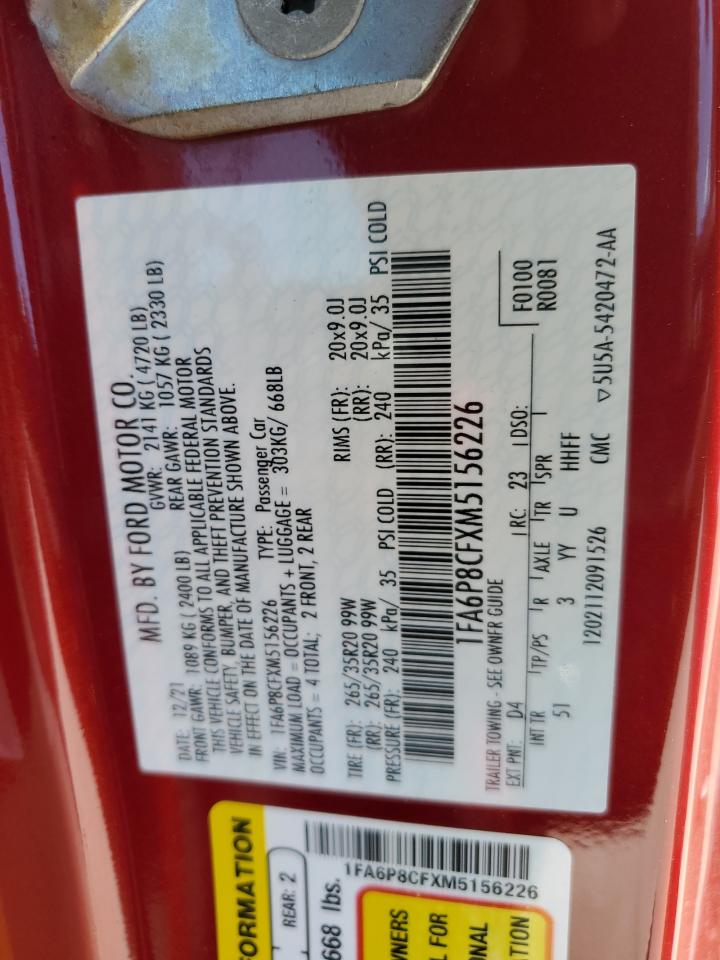 MFD. BY FORD MOTOR CO.
DATE: 12/21 GVWR: 2141 KG ( 4720 LB)
FRONT GAWR: 1089 KG ( 2400 LB) REAR GAWR: 1057 KG ( 2330 LB)
THIS VEHICLE CONFORMS TO ALL APPLICABLE FEDERAL MOTOR
VEHICLE SAFETY, BUMPER, AND THEFT PREVENTION STANDARDS
IN EFFECT ON THE DATE OF MANUFACTURE SHOWN ABOVE.
VIN: 1FA6P8CFXM5156226 TYPE: Passenger Car
MAXIMUM LOAD = OCCUPANTS + LUGGAGE = 303KG/ 668LB
OCCUPANTS = 4 TOTAL; 2 FRONT, 2 REAR
TIRE (FR): 265/35R20 99W RIMS (FR): 20x9.0J
(RR): 265/35R20 99W (RR): 20x9.0J
PRESSURE (FR): 240 kPa/ 35 PSI COLD (RR): 240 kPa/ 35 PSI COLD
1FA6P8CFXM5156226
TRAILER TOWING - SEE OWNER GUIDE
EXT PNT: D4 RC: 23 DSO: F0100
R0081
INT TR TP/PS R AXLE TR SPR
51 3 YY U HHFF
1202112091526 CMC ▽5U5A-5420472-AA
FORMATION
REAR: 2
668 lbs.
1FA6P8CFXM5156226
WNERS
L FOR
NAL
TION